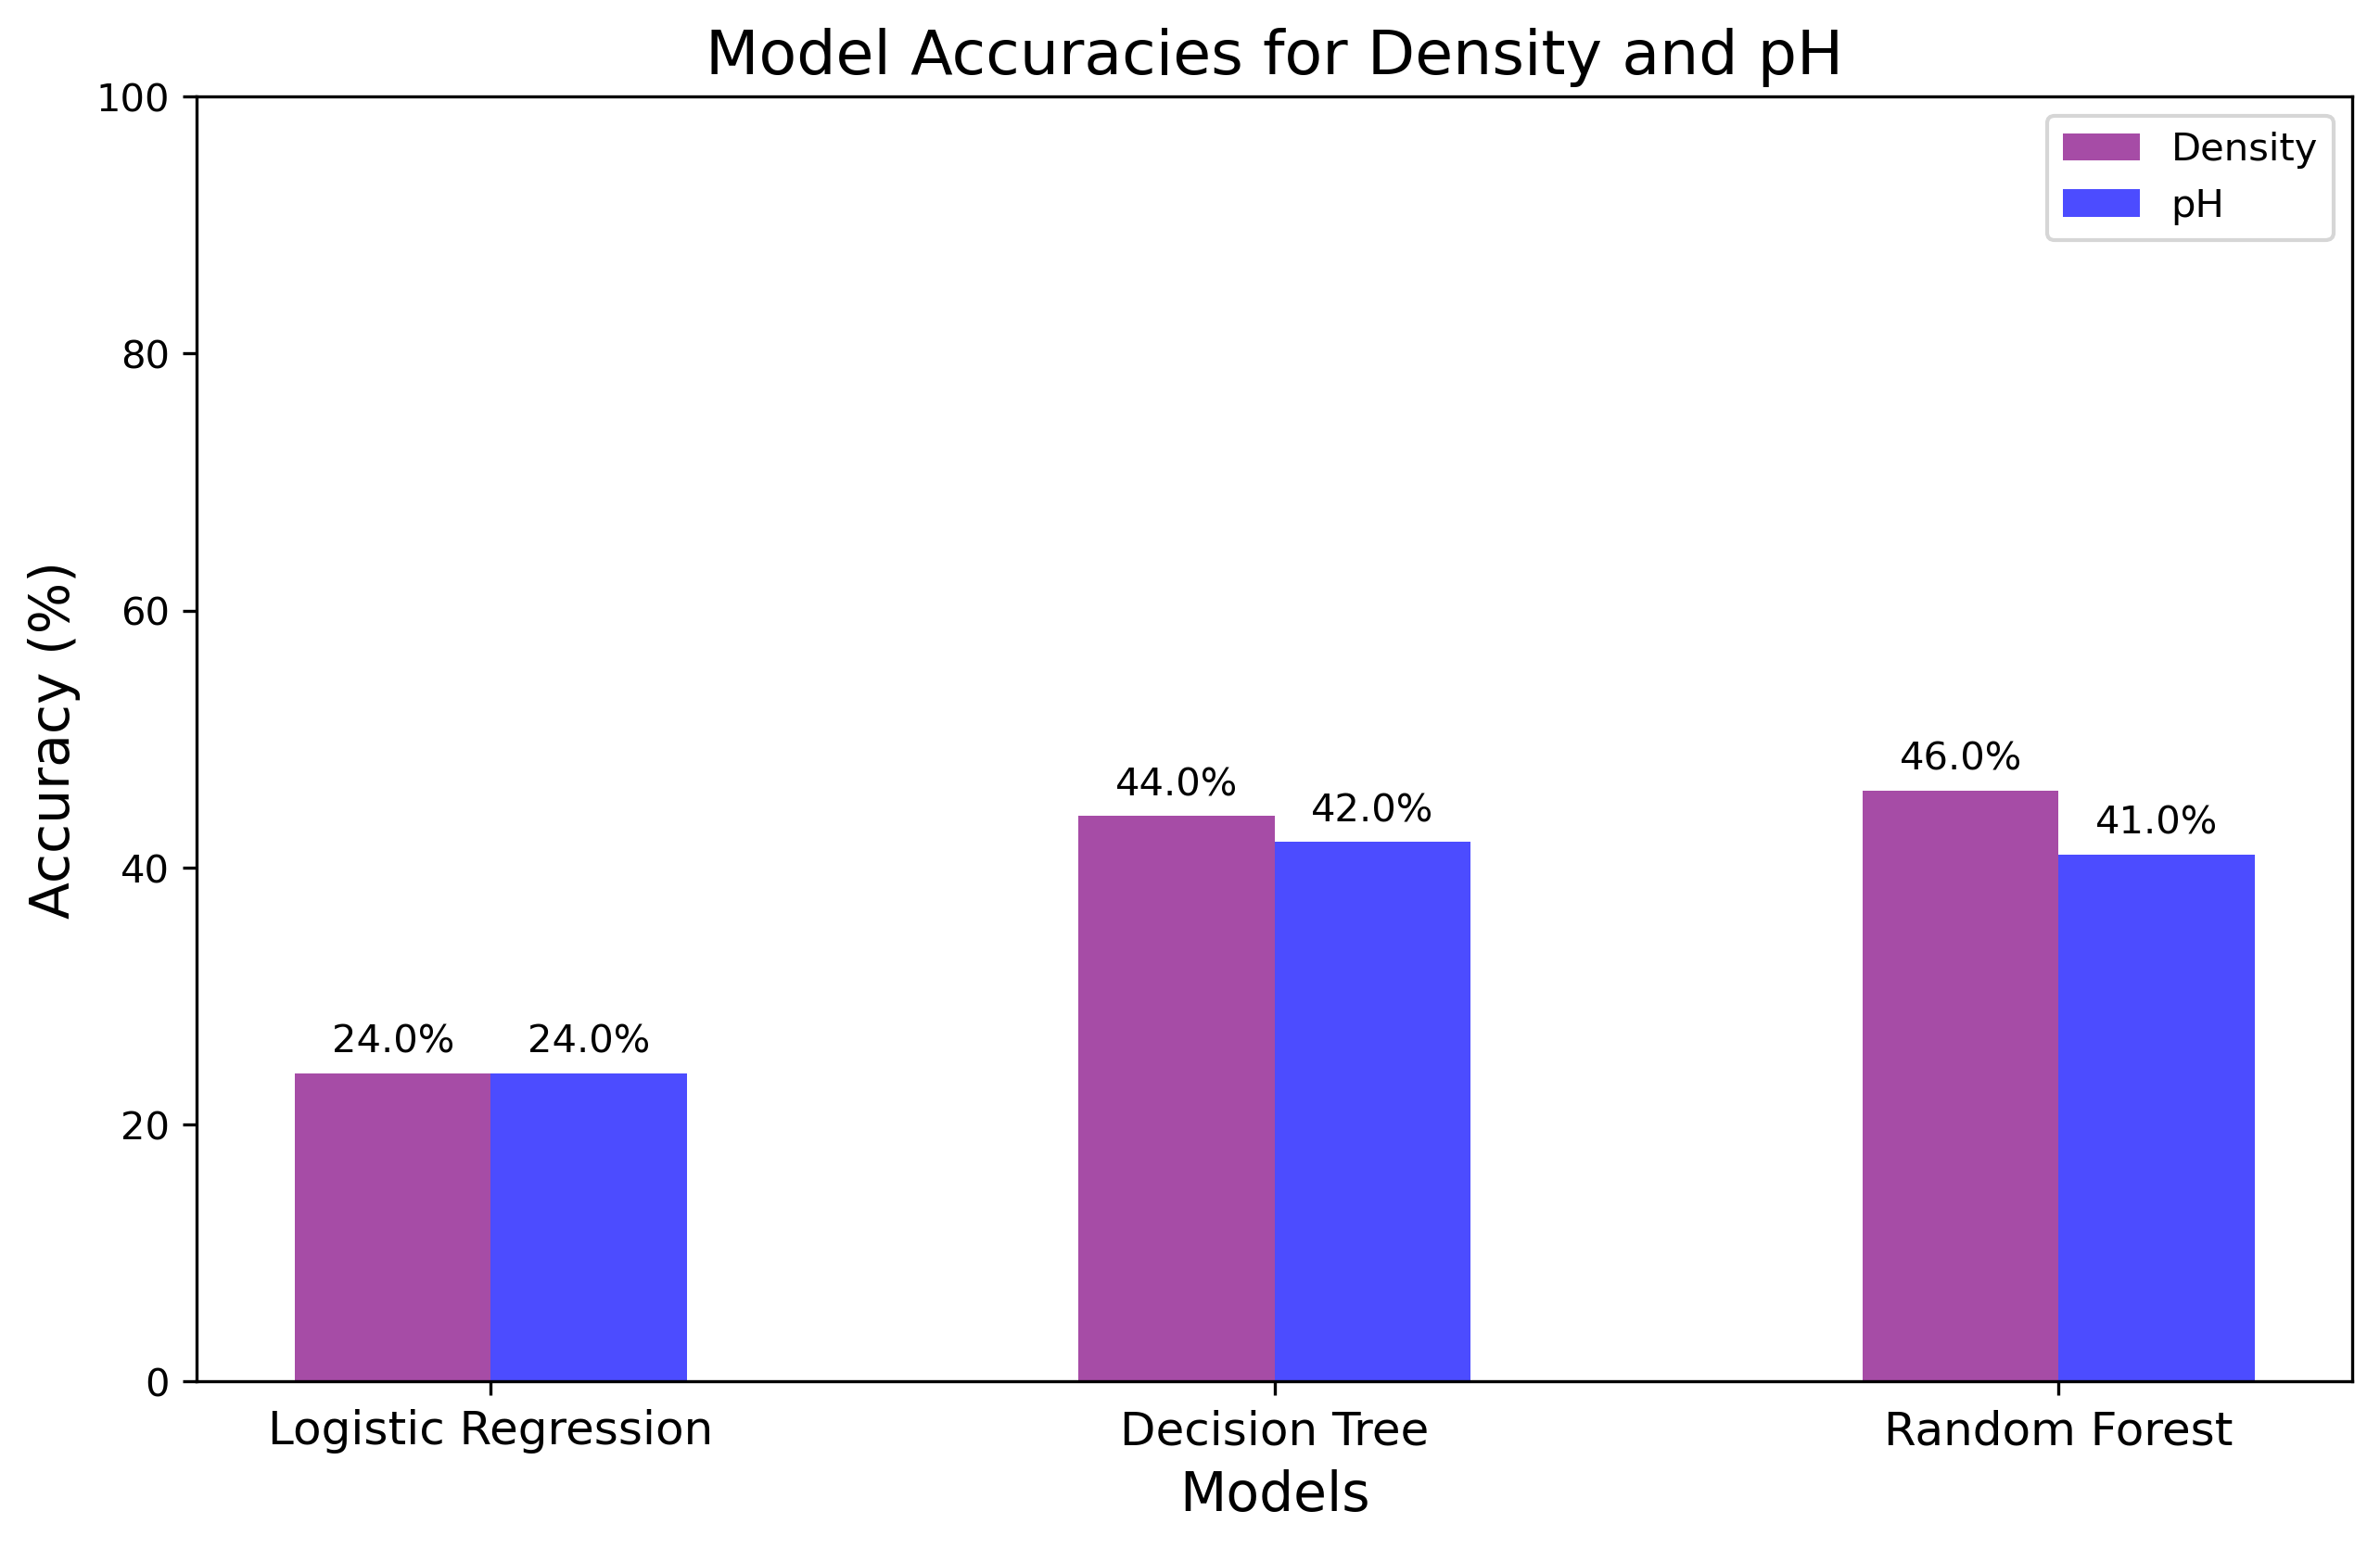 Model Accuracies for Density and pH
100
80
60
40
20
0
Accuracy (%)
Density
pH
24.0%
24.0%
44.0%
42.0%
46.0%
41.0%
Logistic Regression
Decision Tree
Random Forest
Models